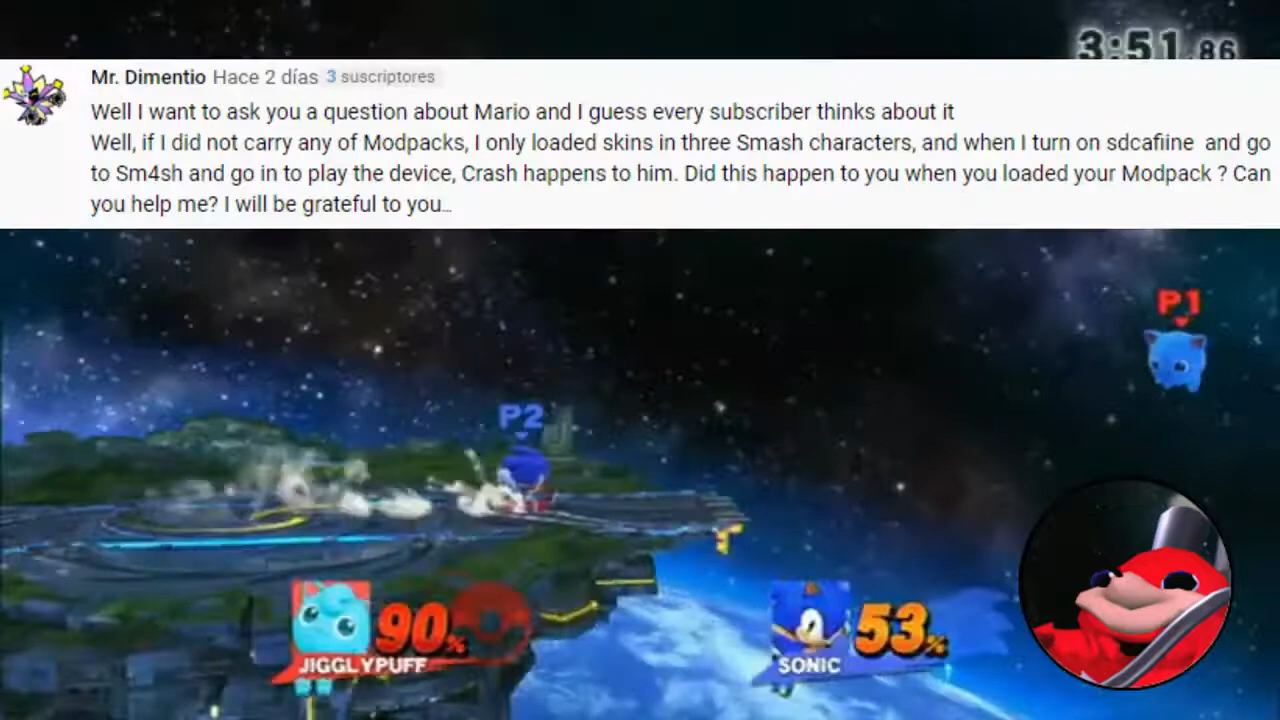 3:51.86
Mr. Dimentio Hace 2 días 3 suscriptores
Well I want to ask you a question about Mario and I guess every subscriber thinks about it
Well, if I did not carry any of Modpacks, I only loaded skins in three Smash characters, and when I turn on sdcafiine and go
to Sm4sh and go in to play the device, Crash happens to him. Did this happen to you when you loaded your Modpack ? Can
you help me? I will be grateful to you…
P1
P2
90%
53%
JIGGLYPUFF
SONIC